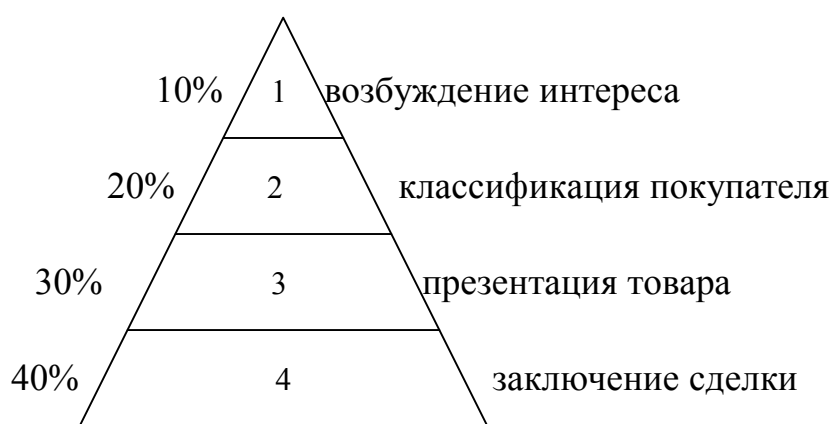 10% 1 возбуждение интереса
20% 2 классификация покупателя
30% 3 презентация товара
40% 4 заключение сделки